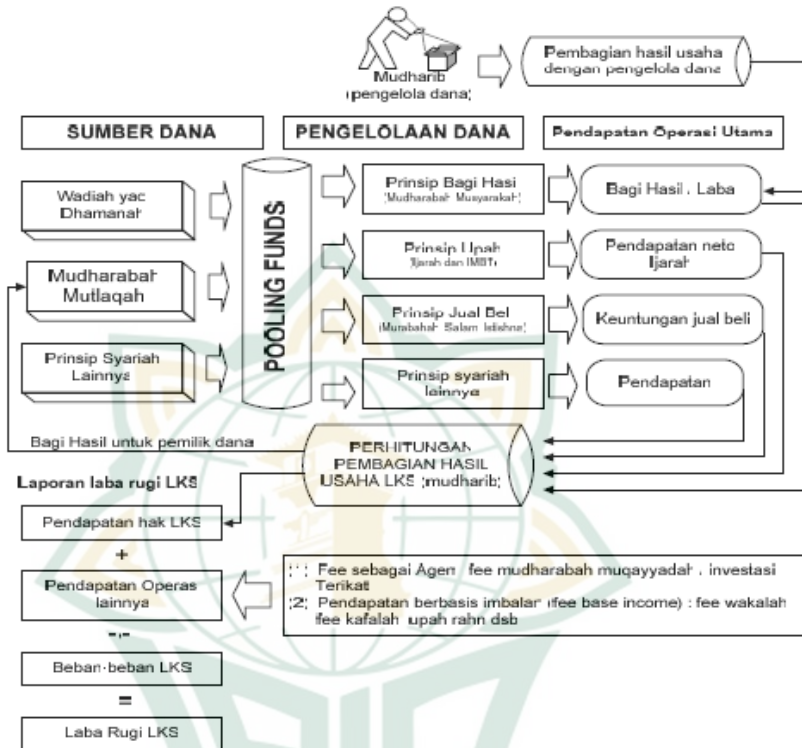 Mudharib
(pengelola dana)
Pembagian hasil usaha
dengan pengelola dana
SUMBER DANA
PENGELOLAAN DANA
Pendapatan Operasi Utama
Wadiah yad
Dhamanah
Mudharabah
Mutlaqah
Prinsip Syariah
Lainnya
POOLING FUNDS
Prinsip Bagi Hasi
(Mudharabah Musyarakah)
Prinsip Upah
(Ijarah dan IMBT)
Prinsip Jual Bel
(Murabahah Salam Istishna)
Prinsip syariah
lainnya
Bagi Hasil / Laba
Pendapatan neto
Ijarah
Keuntungan jual beli
Pendapatan
Bagi Hasil untuk pemilik dana
PERHITUNGAN
PEMBAGIAN HASIL
USAHA LKS (mudharib)
Laporan laba rugi LKS
Pendapatan hak LKS
+
Pendapatan Operas
lainnya
Beban-beban LKS
=
Laba Rugi LKS
(1) Fee sebagai Agen fee mudharabah muqayyadah , investasi
Terikat
(2) Pendapatan berbasis imbalan (fee base income) : fee wakalah
fee kafalah upah rahn dsb